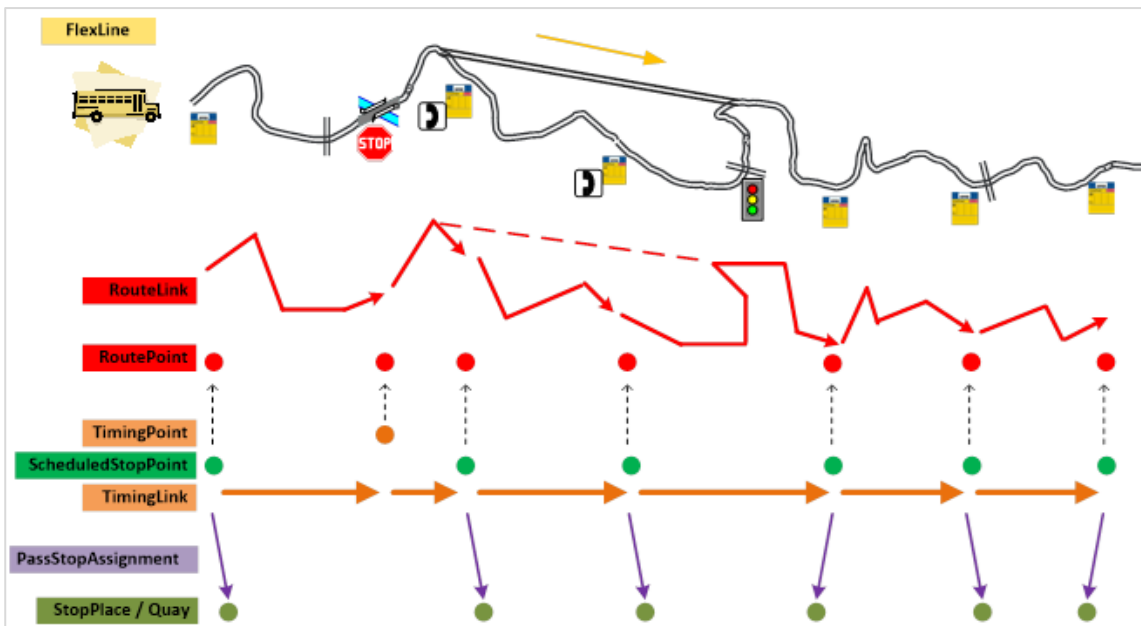 FlexLine
STOP
RouteLink
RoutePoint
TimingPoint
ScheduledStopPoint
TimingLink
PassStopAssignment
StopPlace / Quay